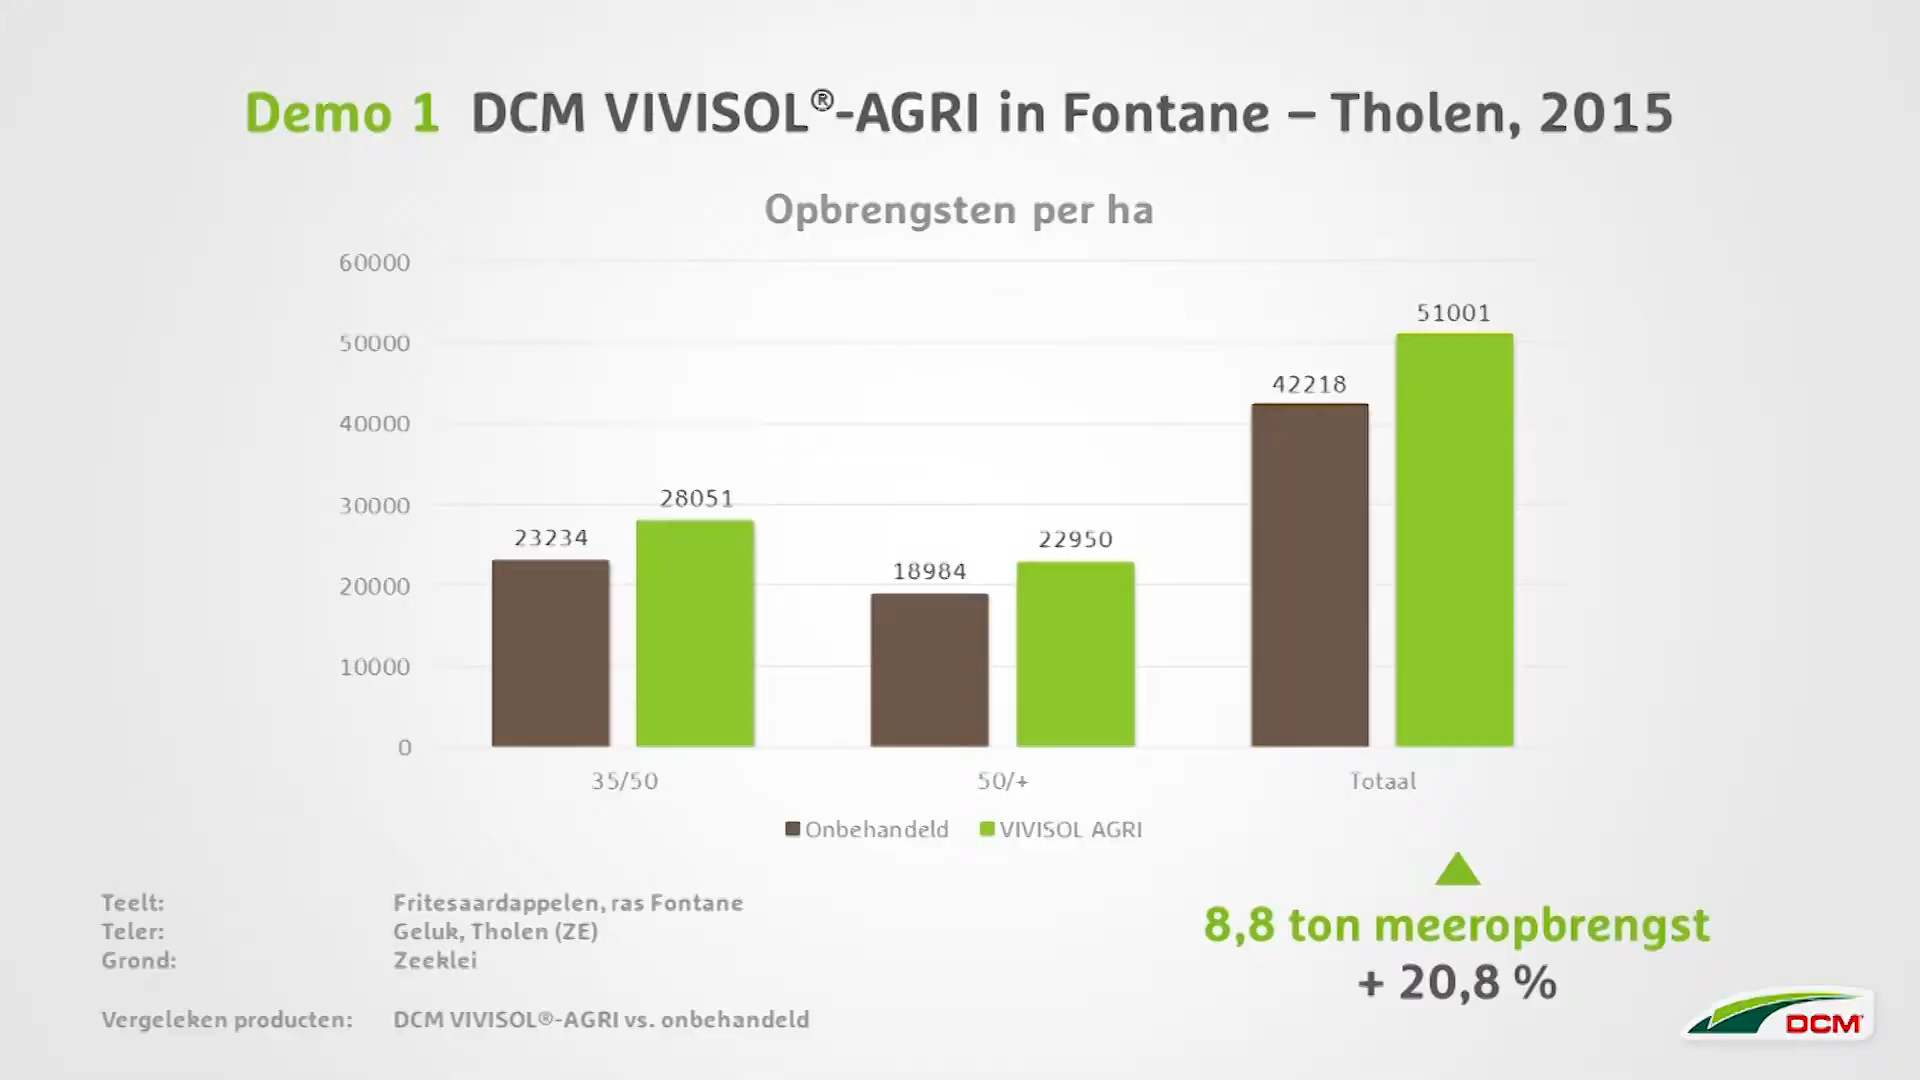 Demo 1 DCM VIVISOL®-AGRI in Fontane – Tholen, 2015
Opbrengsten per ha
60000
50000
40000
30000
20000
10000
0
23234
28051
18984
22950
42218
51001
35/50
50/+
Totaal
Onbehandeld VIVISOL AGRI
Teelt: Fritesaardappelen, ras Fontane
Teler: Geluk, Tholen (ZE)
Grond: Zeeklei
Vergeleken producten: DCM VIVISOL®-AGRI vs. onbehandeld
8,8 ton meeropbrengst
+ 20,8 %
DCM